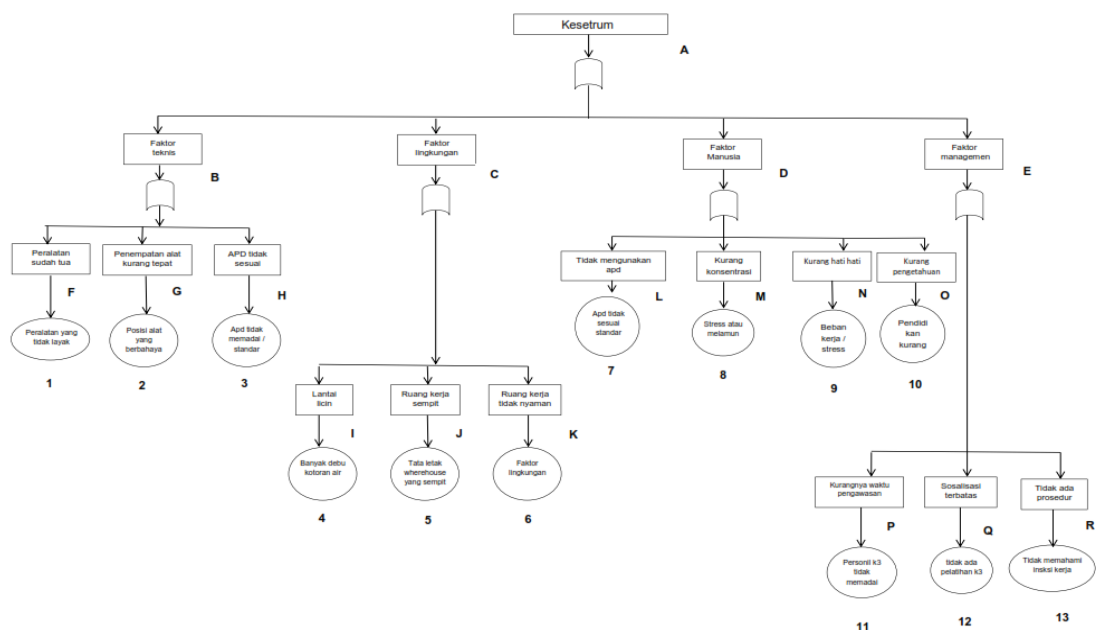 Kesetrum
A
Faktor
teknis
B
Faktor
lingkungan
C
Faktor
Manusia
D
Faktor
managemen
E
Peralatan
sudah tua
F
Penempatan alat
kurang tepat
G
APD tidak
sesuai
H
Peralatan yang
tidak layak
1
Posisi alat
yang
berbahaya
2
Apd tidak
memadai /
standar
3
Lantai
licin
I
Ruang kerja
sempit
J
Ruang kerja
tidak nyaman
K
Banyak debu
kotoran air
4
Tata letak
wherehouse
yang sempit
5
Faktor
lingkungan
6
Tidak mengunakan
apd
L
Kurang
konsentrasi
M
Kurang hati hati
N
Kurang
pengetahuan
O
Apd tidak
sesuai
standar
7
Stress atau
melamun
8
Beban
kerja /
stress
9
Pendidi
kan
kurang
10
Kurangnya waktu
pengawasan
P
Sosalisasi
terbatas
Q
Tidak ada
prosedur
R
Personil k3
tidak
memadai
11
tidak ada
pelatihan k3
12
Tidak memahami
insksi kerja
13